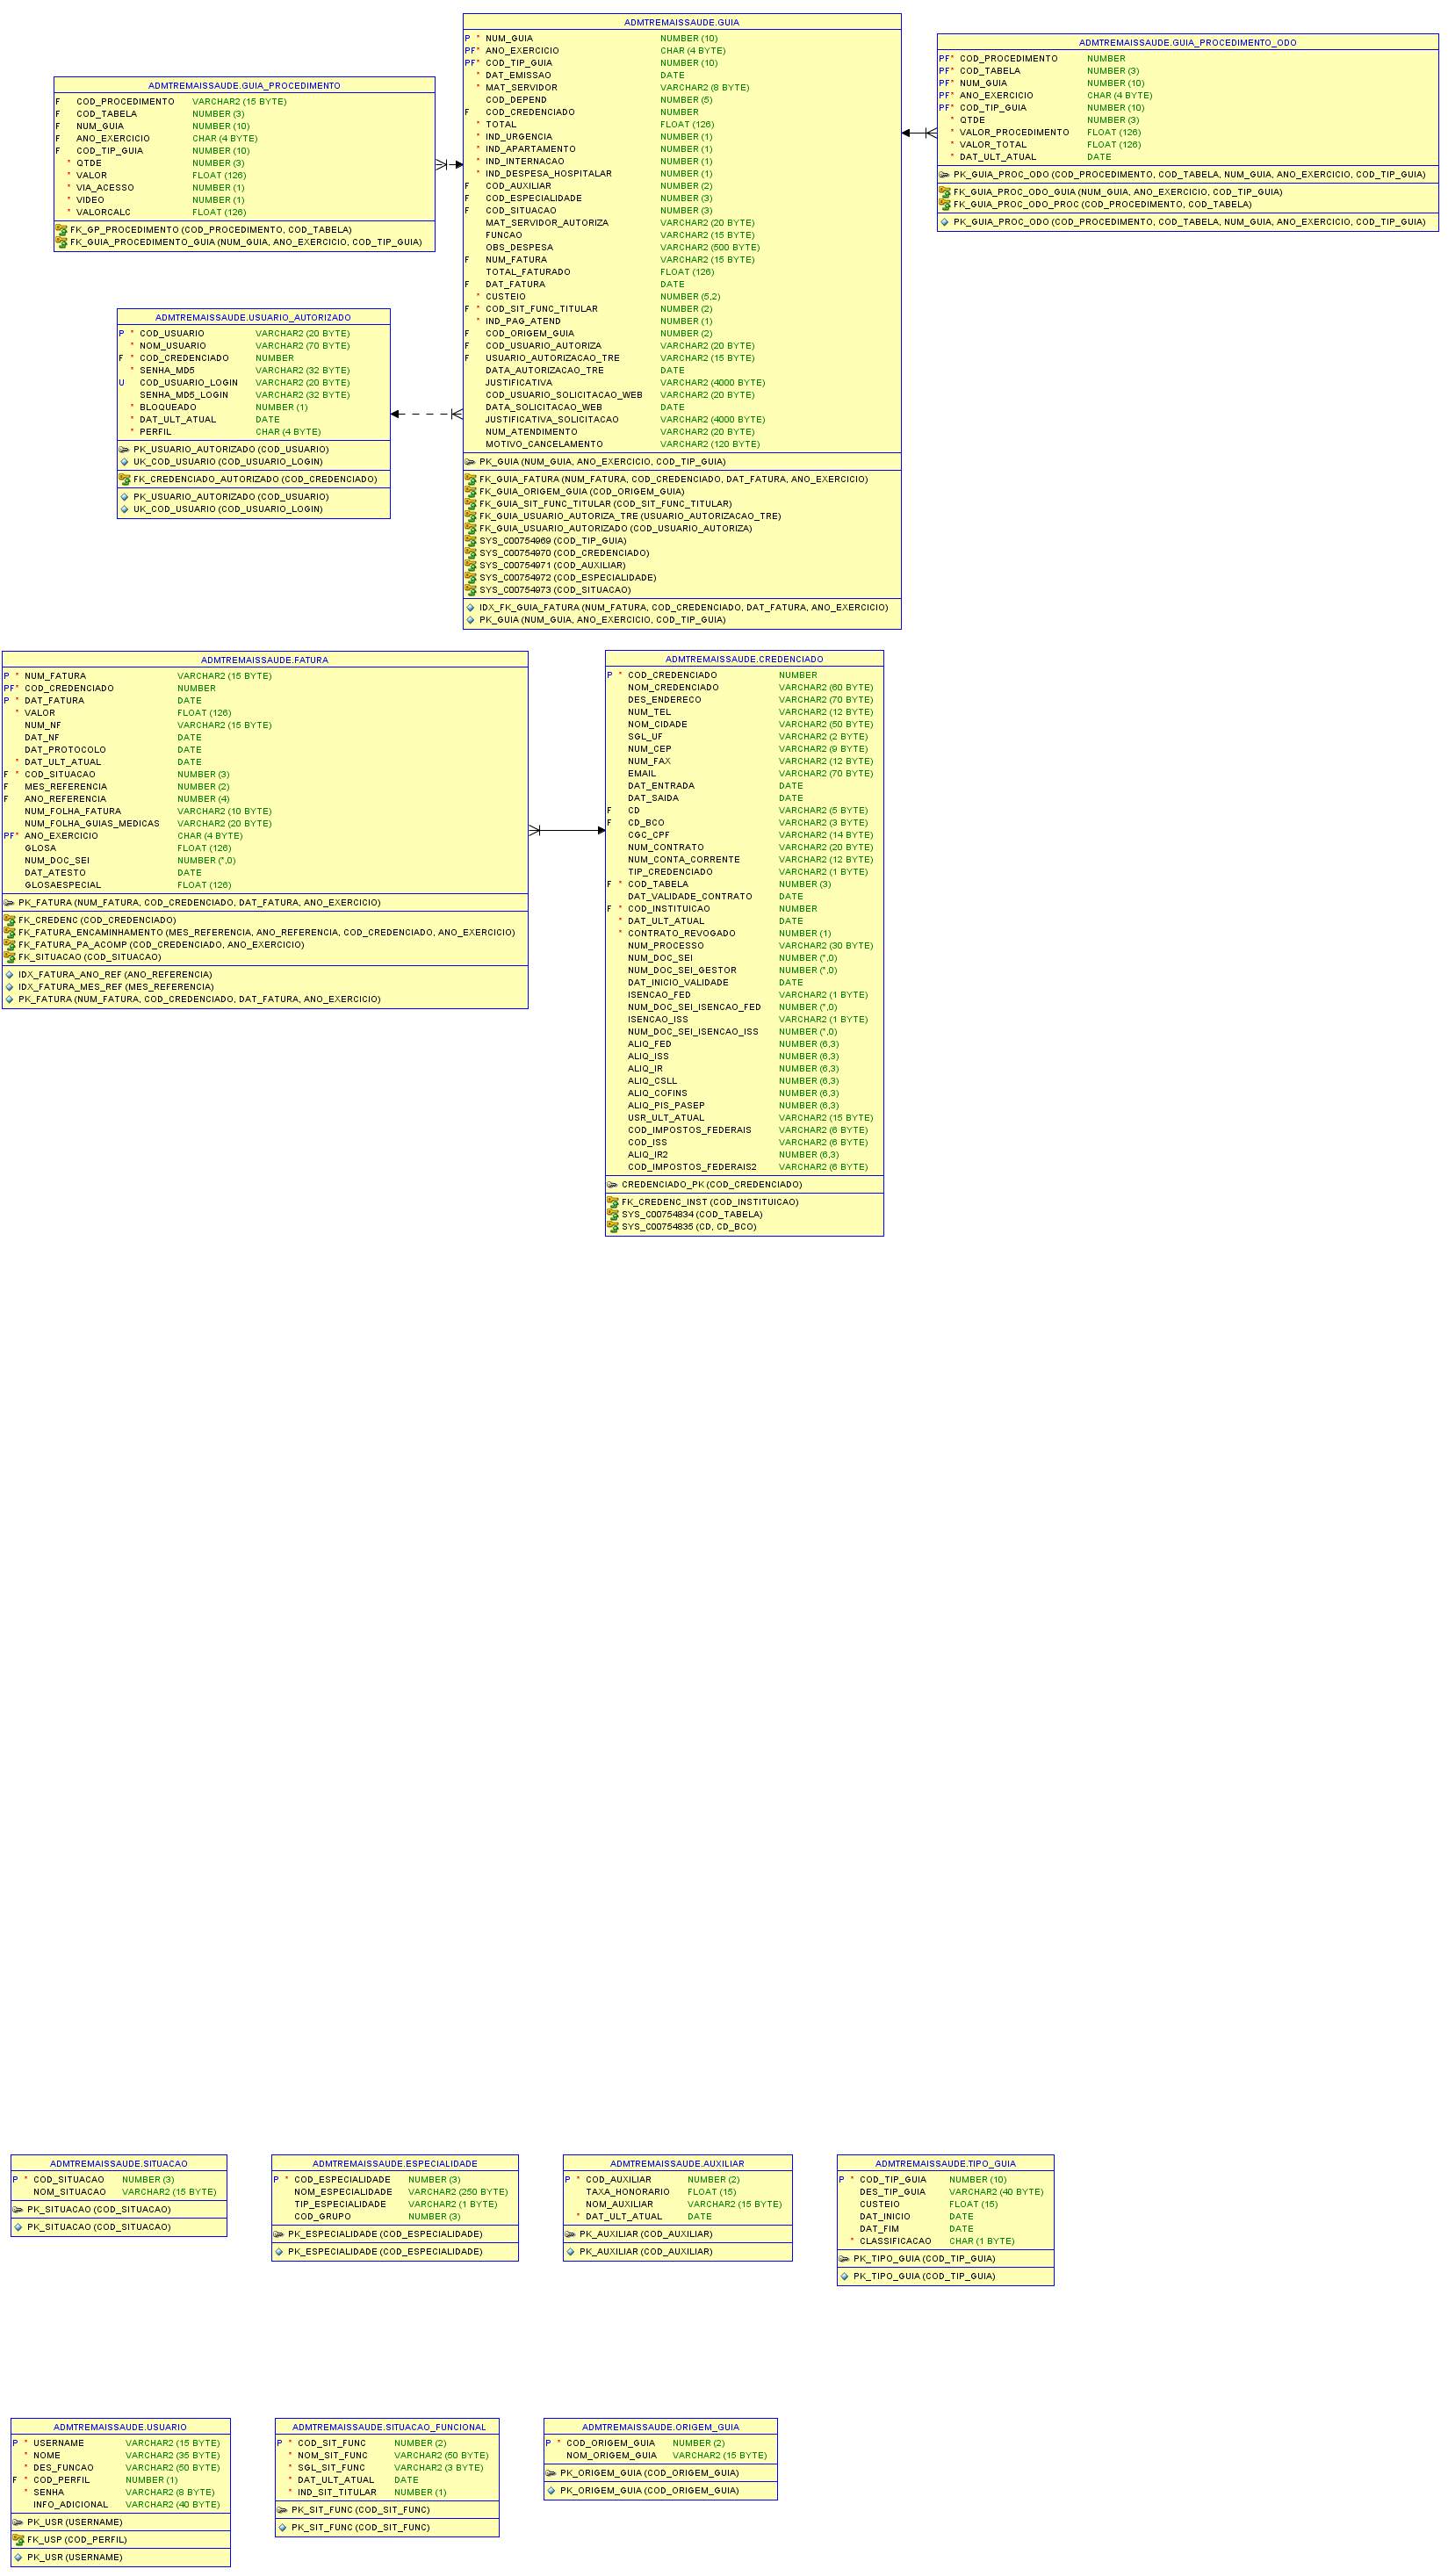 ADMTREMAISSAUDE.GUIA
P * NUM_GUIA NUMBER (10)
PF* ANO_EXERCICIO CHAR (4 BYTE)
PF* COD_TIP_GUIA NUMBER (10)
* DAT_EMISSAO DATE
* MAT_SERVIDOR VARCHAR2 (8 BYTE)
COD_DEPEND NUMBER (5)
F COD_CREDENCIADO NUMBER
* TOTAL FLOAT (126)
* IND_URGENCIA NUMBER (1)
* IND_APARTAMENTO NUMBER (1)
* IND_INTERNACAO NUMBER (1)
* IND_DESPESA_HOSPITALAR NUMBER (1)
F COD_AUXILIAR NUMBER (2)
F COD_ESPECIALIDADE NUMBER (3)
F COD_SITUACAO NUMBER (3)
MAT_SERVIDOR_AUTORIZA VARCHAR2 (20 BYTE)
FUNCAO VARCHAR2 (15 BYTE)
OBS_DESPESA VARCHAR2 (500 BYTE)
F NUM_FATURA VARCHAR2 (15 BYTE)
TOTAL_FATURADO FLOAT (126)
F DAT_FATURA DATE
* CUSTEIO NUMBER (5,2)
F * COD_SIT_FUNC_TITULAR NUMBER (2)
* IND_PAG_ATEND NUMBER (1)
F COD_ORIGEM_GUIA NUMBER (2)
F COD_USUARIO_AUTORIZA VARCHAR2 (20 BYTE)
F USUARIO_AUTORIZACAO_TRE VARCHAR2 (15 BYTE)
DATA_AUTORIZACAO_TRE DATE
JUSTIFICATIVA VARCHAR2 (4000 BYTE)
COD_USUARIO_SOLICITACAO_WEB VARCHAR2 (20 BYTE)
DATA_SOLICITACAO_WEB DATE
JUSTIFICATIVA_SOLICITACAO VARCHAR2 (4000 BYTE)
NUM_ATENDIMENTO VARCHAR2 (20 BYTE)
MOTIVO_CANCELAMENTO VARCHAR2 (120 BYTE)
PK_GUIA (NUM_GUIA, ANO_EXERCICIO, COD_TIP_GUIA)
FK_GUIA_FATURA (NUM_FATURA, COD_CREDENCIADO, DAT_FATURA, ANO_EXERCICIO)
FK_GUIA_ORIGEM_GUIA (COD_ORIGEM_GUIA)
FK_GUIA_SIT_FUNC_TITULAR (COD_SIT_FUNC_TITULAR)
FK_GUIA_USUARIO_AUTORIZA_TRE (USUARIO_AUTORIZACAO_TRE)
FK_GUIA_USUARIO_AUTORIZADO (COD_USUARIO_AUTORIZA)
SYS_C00754969 (COD_TIP_GUIA)
SYS_C00754970 (COD_CREDENCIADO)
SYS_C00754971 (COD_AUXILIAR)
SYS_C00754972 (COD_ESPECIALIDADE)
SYS_C00754973 (COD_SITUACAO)
IDX_FK_GUIA_FATURA (NUM_FATURA, COD_CREDENCIADO, DAT_FATURA, ANO_EXERCICIO)
PK_GUIA (NUM_GUIA, ANO_EXERCICIO, COD_TIP_GUIA)
ADMTREMAISSAUDE.GUIA_PROCEDIMENTO_ODO
PF* COD_PROCEDIMENTO NUMBER
PF* COD_TABELA NUMBER (3)
PF* NUM_GUIA NUMBER (10)
PF* ANO_EXERCICIO CHAR (4 BYTE)
PF* COD_TIP_GUIA NUMBER (10)
* QTDE NUMBER (3)
* VALOR_PROCEDIMENTO FLOAT (126)
* VALOR_TOTAL FLOAT (126)
* DAT_ULT_ATUAL DATE
PK_GUIA_PROC_ODO (COD_PROCEDIMENTO, COD_TABELA, NUM_GUIA, ANO_EXERCICIO, COD_TIP_GUIA)
FK_GUIA_PROC_ODO_GUIA (NUM_GUIA, ANO_EXERCICIO, COD_TIP_GUIA)
FK_GUIA_PROC_ODO_PROC (COD_PROCEDIMENTO, COD_TABELA)
PK_GUIA_PROC_ODO (COD_PROCEDIMENTO, COD_TABELA, NUM_GUIA, ANO_EXERCICIO, COD_TIP_GUIA)
ADMTREMAISSAUDE.GUIA_PROCEDIMENTO
F COD_PROCEDIMENTO VARCHAR2 (15 BYTE)
F COD_TABELA NUMBER (3)
F NUM_GUIA NUMBER (10)
F ANO_EXERCICIO CHAR (4 BYTE)
F COD_TIP_GUIA NUMBER (10)
* QTDE NUMBER (3)
* VALOR FLOAT (126)
* VIA_ACESSO NUMBER (1)
* VIDEO NUMBER (1)
* VALORCALC FLOAT (126)
FK_GP_PROCEDIMENTO (COD_PROCEDIMENTO, COD_TABELA)
FK_GUIA_PROCEDIMENTO_GUIA (NUM_GUIA, ANO_EXERCICIO, COD_TIP_GUIA)
ADMTREMAISSAUDE.USUARIO_AUTORIZADO
P * COD_USUARIO VARCHAR2 (20 BYTE)
* NOM_USUARIO VARCHAR2 (70 BYTE)
F * COD_CREDENCIADO NUMBER
* SENHA_MD5 VARCHAR2 (32 BYTE)
U COD_USUARIO_LOGIN VARCHAR2 (20 BYTE)
SENHA_MD5_LOGIN VARCHAR2 (32 BYTE)
* BLOQUEADO NUMBER (1)
* DAT_ULT_ATUAL DATE
* PERFIL CHAR (4 BYTE)
PK_USUARIO_AUTORIZADO (COD_USUARIO)
UK_COD_USUARIO (COD_USUARIO_LOGIN)
FK_CREDENCIADO_AUTORIZADO (COD_CREDENCIADO)
PK_USUARIO_AUTORIZADO (COD_USUARIO)
UK_COD_USUARIO (COD_USUARIO_LOGIN)
ADMTREMAISSAUDE.FATURA
P * NUM_FATURA VARCHAR2 (15 BYTE)
PF* COD_CREDENCIADO NUMBER
P * DAT_FATURA DATE
* VALOR FLOAT (126)
NUM_NF VARCHAR2 (15 BYTE)
DAT_NF DATE
DAT_PROTOCOLO DATE
* DAT_ULT_ATUAL DATE
F * COD_SITUACAO NUMBER (3)
F MES_REFERENCIA NUMBER (2)
F ANO_REFERENCIA NUMBER (4)
NUM_FOLHA_FATURA VARCHAR2 (10 BYTE)
NUM_FOLHA_GUIAS_MEDICAS VARCHAR2 (20 BYTE)
PF* ANO_EXERCICIO CHAR (4 BYTE)
GLOSA FLOAT (126)
NUM_DOC_SEI NUMBER (*,0)
DAT_ATESTO DATE
GLOSAESPECIAL FLOAT (126)
PK_FATURA (NUM_FATURA, COD_CREDENCIADO, DAT_FATURA, ANO_EXERCICIO)
FK_CREDENC (COD_CREDENCIADO)
FK_FATURA_ENCAMINHAMENTO (MES_REFERENCIA, ANO_REFERENCIA, COD_CREDENCIADO, ANO_EXERCICIO)
FK_FATURA_PA_ACOMP (COD_CREDENCIADO, ANO_EXERCICIO)
FK_SITUACAO (COD_SITUACAO)
IDX_FATURA_ANO_REF (ANO_REFERENCIA)
IDX_FATURA_MES_REF (MES_REFERENCIA)
PK_FATURA (NUM_FATURA, COD_CREDENCIADO, DAT_FATURA, ANO_EXERCICIO)
ADMTREMAISSAUDE.CREDENCIADO
P * COD_CREDENCIADO NUMBER
NOM_CREDENCIADO VARCHAR2 (60 BYTE)
DES_ENDERECO VARCHAR2 (70 BYTE)
NUM_TEL VARCHAR2 (12 BYTE)
NOM_CIDADE VARCHAR2 (50 BYTE)
SGL_UF VARCHAR2 (2 BYTE)
NUM_CEP VARCHAR2 (9 BYTE)
NUM_FAX VARCHAR2 (12 BYTE)
EMAIL VARCHAR2 (70 BYTE)
DAT_ENTRADA DATE
DAT_SAIDA DATE
F CD VARCHAR2 (5 BYTE)
F CD_BCO VARCHAR2 (3 BYTE)
CGC_CPF VARCHAR2 (14 BYTE)
NUM_CONTRATO VARCHAR2 (20 BYTE)
NUM_CONTA_CORRENTE VARCHAR2 (12 BYTE)
TIP_CREDENCIADO VARCHAR2 (1 BYTE)
F * COD_TABELA NUMBER (3)
DAT_VALIDADE_CONTRATO DATE
F * COD_INSTITUICAO NUMBER
* DAT_ULT_ATUAL DATE
* CONTRATO_REVOGADO NUMBER (1)
NUM_PROCESSO VARCHAR2 (30 BYTE)
NUM_DOC_SEI NUMBER (*,0)
NUM_DOC_SEI_GESTOR NUMBER (*,0)
DAT_INICIO_VALIDADE DATE
ISENCAO_FED VARCHAR2 (1 BYTE)
NUM_DOC_SEI_ISENCAO_FED NUMBER (*,0)
ISENCAO_ISS VARCHAR2 (1 BYTE)
NUM_DOC_SEI_ISENCAO_ISS NUMBER (*,0)
ALIQ_FED NUMBER (6,3)
ALIQ_ISS NUMBER (6,3)
ALIQ_IR NUMBER (6,3)
ALIQ_CSLL NUMBER (6,3)
ALIQ_COFINS NUMBER (6,3)
ALIQ_PIS_PASEP NUMBER (6,3)
USR_ULT_ATUAL VARCHAR2 (15 BYTE)
COD_IMPOSTOS_FEDERAIS VARCHAR2 (6 BYTE)
COD_ISS VARCHAR2 (6 BYTE)
ALIQ_IR2 NUMBER (6,3)
COD_IMPOSTOS_FEDERAIS2 VARCHAR2 (6 BYTE)
CREDENCIADO_PK (COD_CREDENCIADO)
FK_CREDENC_INST (COD_INSTITUICAO)
SYS_C00754834 (COD_TABELA)
SYS_C00754835 (CD, CD_BCO)
ADMTREMAISSAUDE.SITUACAO
P * COD_SITUACAO NUMBER (3)
NOM_SITUACAO VARCHAR2 (15 BYTE)
PK_SITUACAO (COD_SITUACAO)
PK_SITUACAO (COD_SITUACAO)
ADMTREMAISSAUDE.ESPECIALIDADE
P * COD_ESPECIALIDADE NUMBER (3)
NOM_ESPECIALIDADE VARCHAR2 (250 BYTE)
TIP_ESPECIALIDADE VARCHAR2 (1 BYTE)
COD_GRUPO NUMBER (3)
PK_ESPECIALIDADE (COD_ESPECIALIDADE)
PK_ESPECIALIDADE (COD_ESPECIALIDADE)
ADMTREMAISSAUDE.AUXILIAR
P * COD_AUXILIAR NUMBER (2)
TAXA_HONORARIO FLOAT (15)
NOM_AUXILIAR VARCHAR2 (15 BYTE)
* DAT_ULT_ATUAL DATE
PK_AUXILIAR (COD_AUXILIAR)
PK_AUXILIAR (COD_AUXILIAR)
ADMTREMAISSAUDE.TIPO_GUIA
P * COD_TIP_GUIA NUMBER (10)
DES_TIP_GUIA VARCHAR2 (40 BYTE)
CUSTEIO FLOAT (15)
DAT_INICIO DATE
DAT_FIM DATE
* CLASSIFICACAO CHAR (1 BYTE)
PK_TIPO_GUIA (COD_TIP_GUIA)
PK_TIPO_GUIA (COD_TIP_GUIA)
ADMTREMAISSAUDE.USUARIO
P * USERNAME VARCHAR2 (15 BYTE)
* NOME VARCHAR2 (35 BYTE)
* DES_FUNCAO VARCHAR2 (50 BYTE)
F * COD_PERFIL NUMBER (1)
* SENHA VARCHAR2 (8 BYTE)
INFO_ADICIONAL VARCHAR2 (40 BYTE)
PK_USR (USERNAME)
FK_USP (COD_PERFIL)
PK_USR (USERNAME)
ADMTREMAISSAUDE.SITUACAO_FUNCIONAL
P * COD_SIT_FUNC NUMBER (2)
* NOM_SIT_FUNC VARCHAR2 (50 BYTE)
* SGL_SIT_FUNC VARCHAR2 (3 BYTE)
* DAT_ULT_ATUAL DATE
* IND_SIT_TITULAR NUMBER (1)
PK_SIT_FUNC (COD_SIT_FUNC)
PK_SIT_FUNC (COD_SIT_FUNC)
ADMTREMAISSAUDE.ORIGEM_GUIA
P * COD_ORIGEM_GUIA NUMBER (2)
NOM_ORIGEM_GUIA VARCHAR2 (15 BYTE)
PK_ORIGEM_GUIA (COD_ORIGEM_GUIA)
PK_ORIGEM_GUIA (COD_ORIGEM_GUIA)